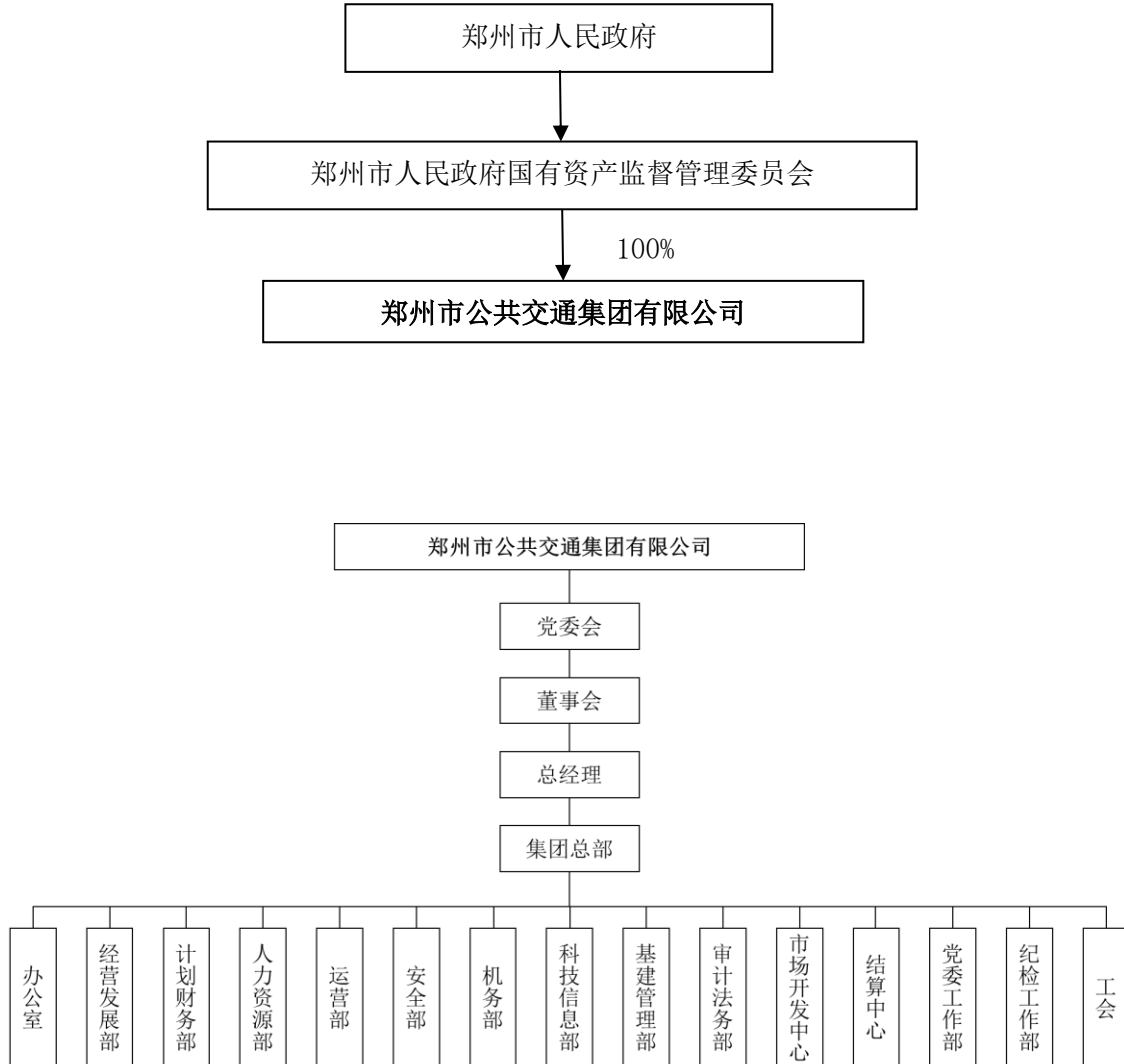 郑州市人民政府
郑州市人民政府国有资产监督管理委员会
100%
郑州市公共交通集团有限公司
郑州市公共交通集团有限公司
党委会
董事会
总经理
集团总部
办公室
经营发展部
计划财务部
人力资源部
运营部
安全部
机务部
科技信息部
基建管理部
审计法务部
市场开发中心
结算中心
党委工作部
纪检工作部
工会